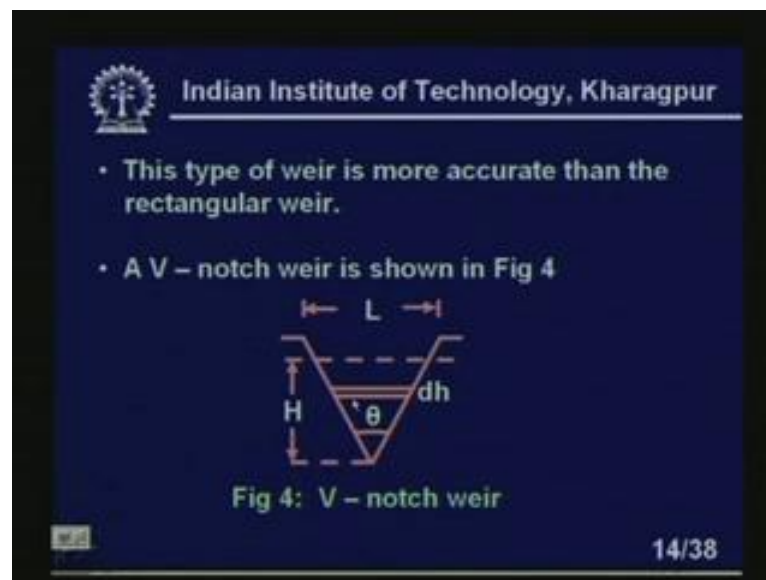 Indian Institute of Technology, Kharagpur
• This type of weir is more accurate than the
rectangular weir.
• A V – notch weir is shown in Fig 4
L
dh
H
θ
Fig 4: V – notch weir
14/38